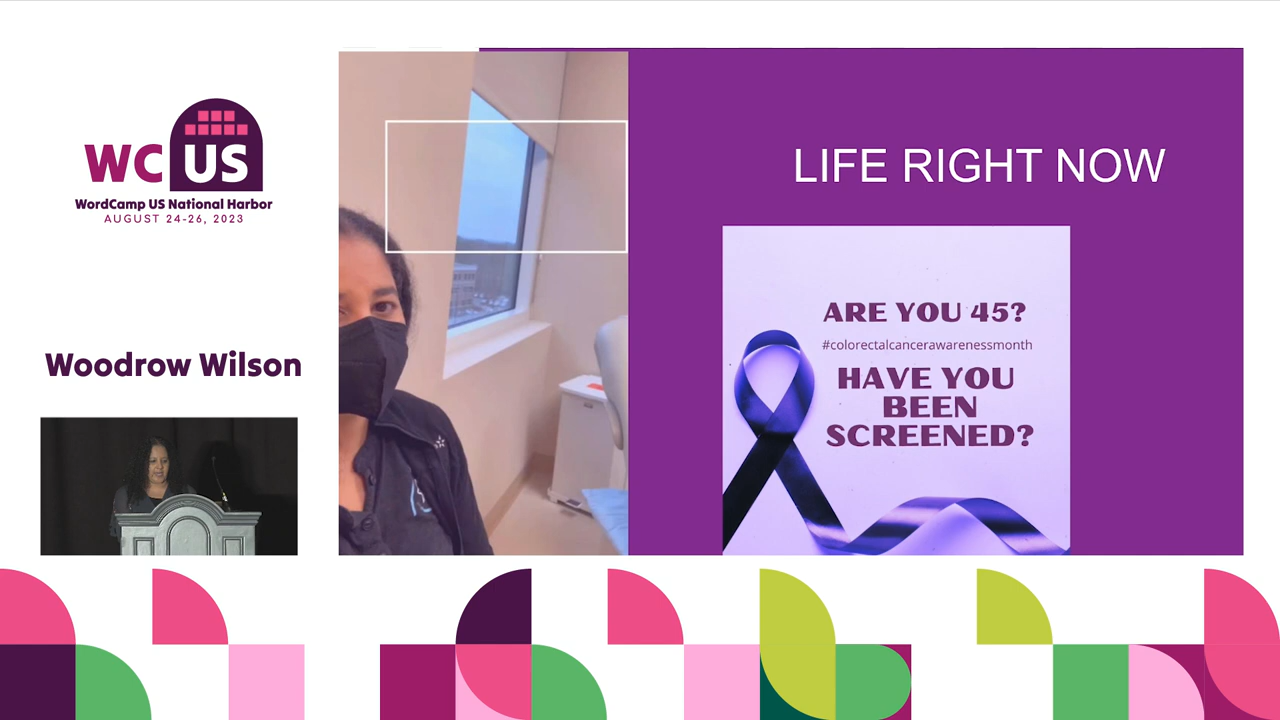 WC US
WordCamp US National Harbor
AUGUST 24-26, 2023
Woodrow Wilson
LIFE RIGHT NOW
ARE YOU 45?
#colorectalcancerawarenessmonth
HAVE YOU
BEEN
SCREENED?